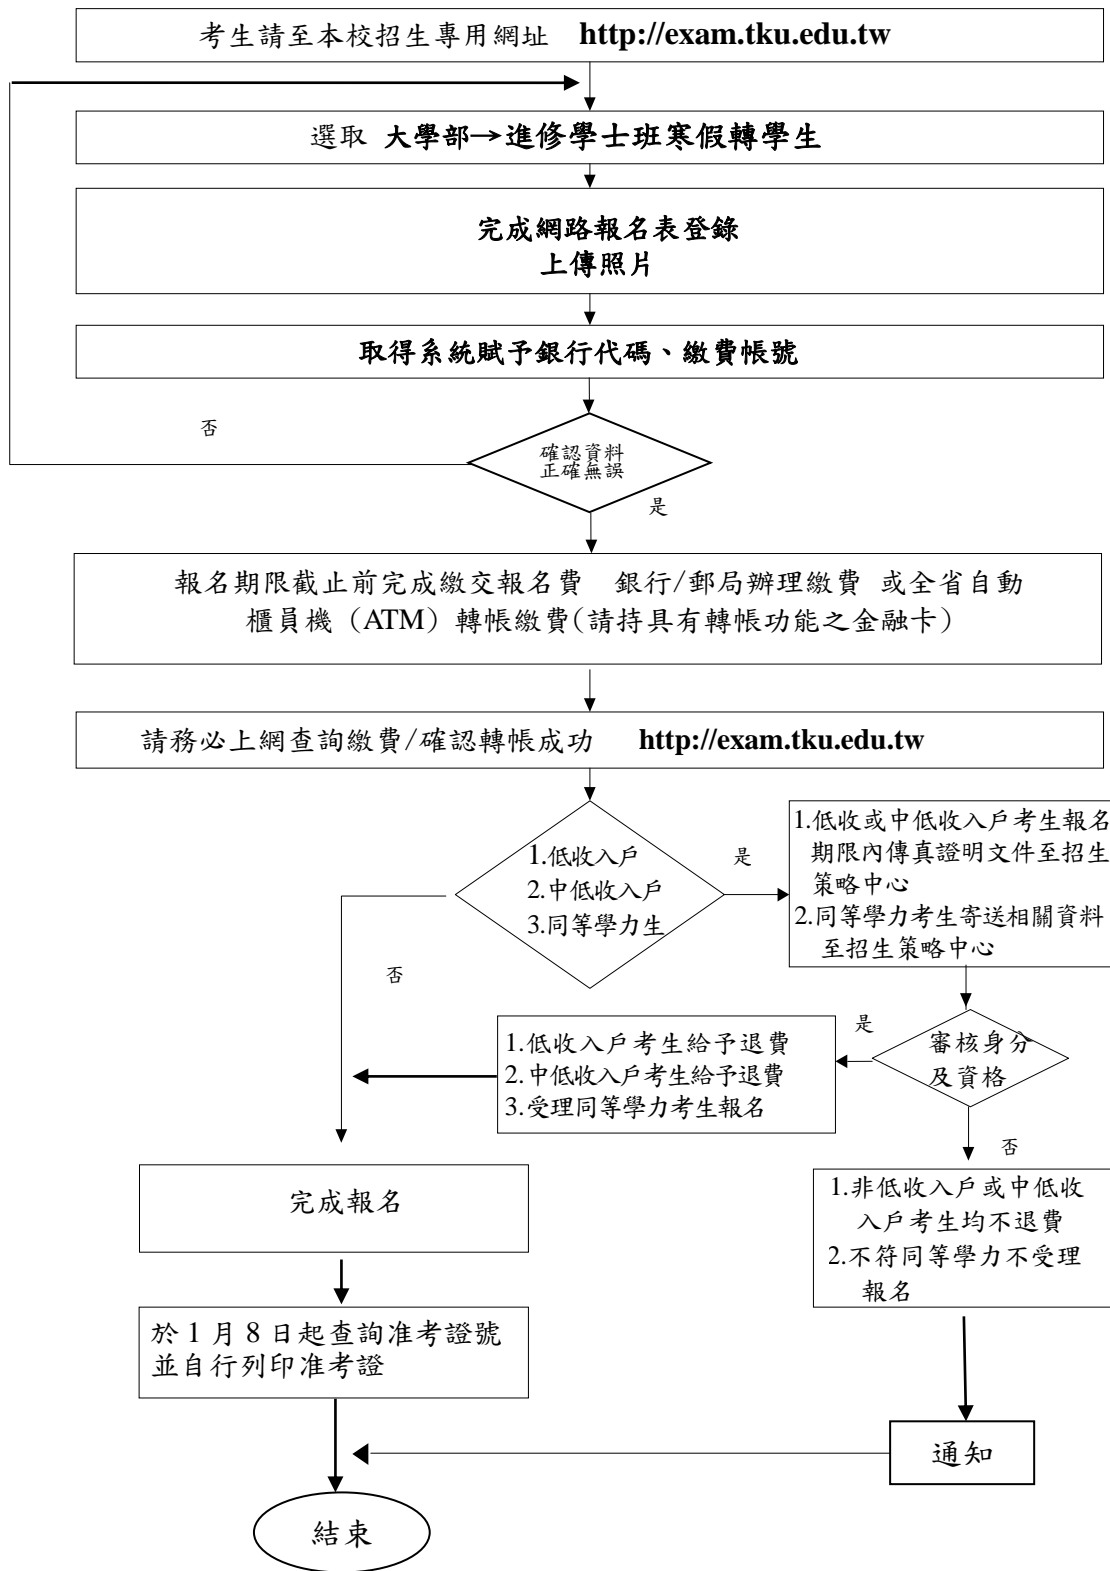 考生請至本校招生專用網址 http://exam.tku.edu.tw
選取 大學部→進修學士班寒假轉學生
完成網路報名表登錄
上傳照片
取得系統賦予銀行代碼、繳費帳號
否
確認資料
正確無誤
是
報名期限截止前完成繳交報名費 銀行/郵局辦理繳費 或全省自動
櫃員機（ATM）轉帳繳費(請持具有轉帳功能之金融卡)
請務必上網查詢繳費/確認轉帳成功 http://exam.tku.edu.tw
1.低收入戶
2.中低收入戶
3.同等學力生
是
1.低收或中低收入戶考生報名
期限內傳真證明文件至招生
策略中心
2.同等學力考生寄送相關資料
至招生策略中心
否
是
審核身分
及資格
1.低收入戶考生給予退費
2.中低收入戶考生給予退費
3.受理同等學力考生報名
否
完成報名
1.非低收入戶或中低收
入戶考生均不退費
2.不符同等學力不受理
報名
於 1 月 8 日起查詢准考證號
並自行列印准考證
通知
結束